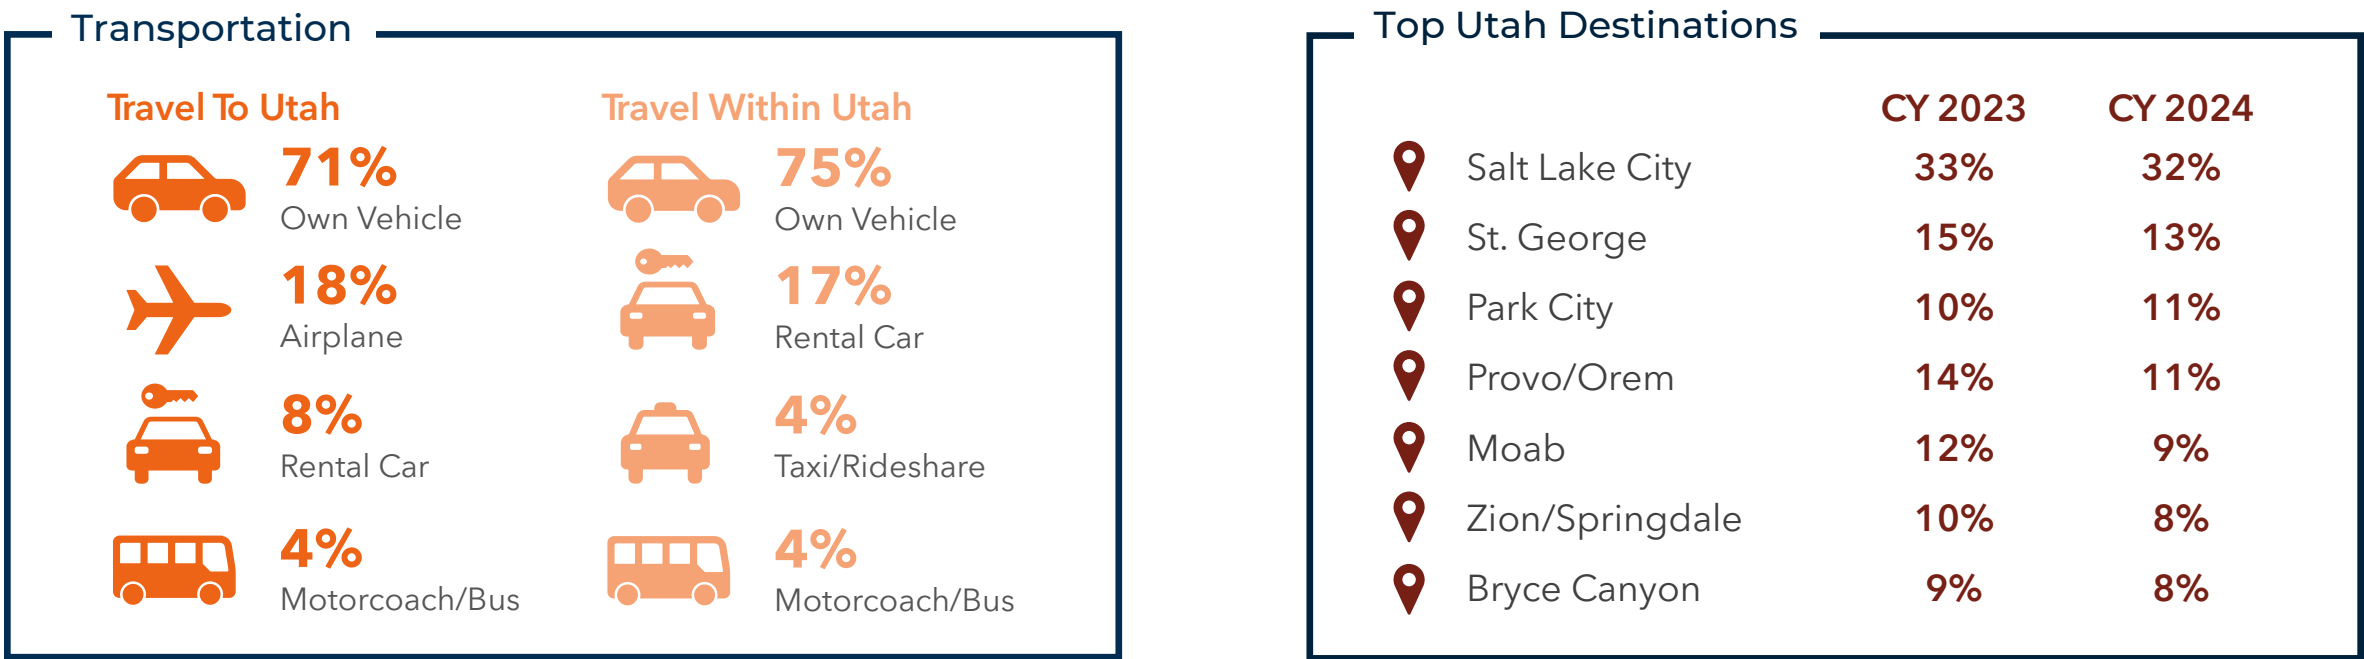 Transportation
Travel To Utah
71%
Own Vehicle
18%
Airplane
8%
Rental Car
4%
Motorcoach/Bus
Travel Within Utah
75%
Own Vehicle
17%
Rental Car
4%
Taxi/Rideshare
4%
Motorcoach/Bus
Top Utah Destinations
CY 2023 CY 2024
Salt Lake City 33% 32%
St. George 15% 13%
Park City 10% 11%
Provo/Orem 14% 11%
Moab 12% 9%
Zion/Springdale 10% 8%
Bryce Canyon 9% 8%